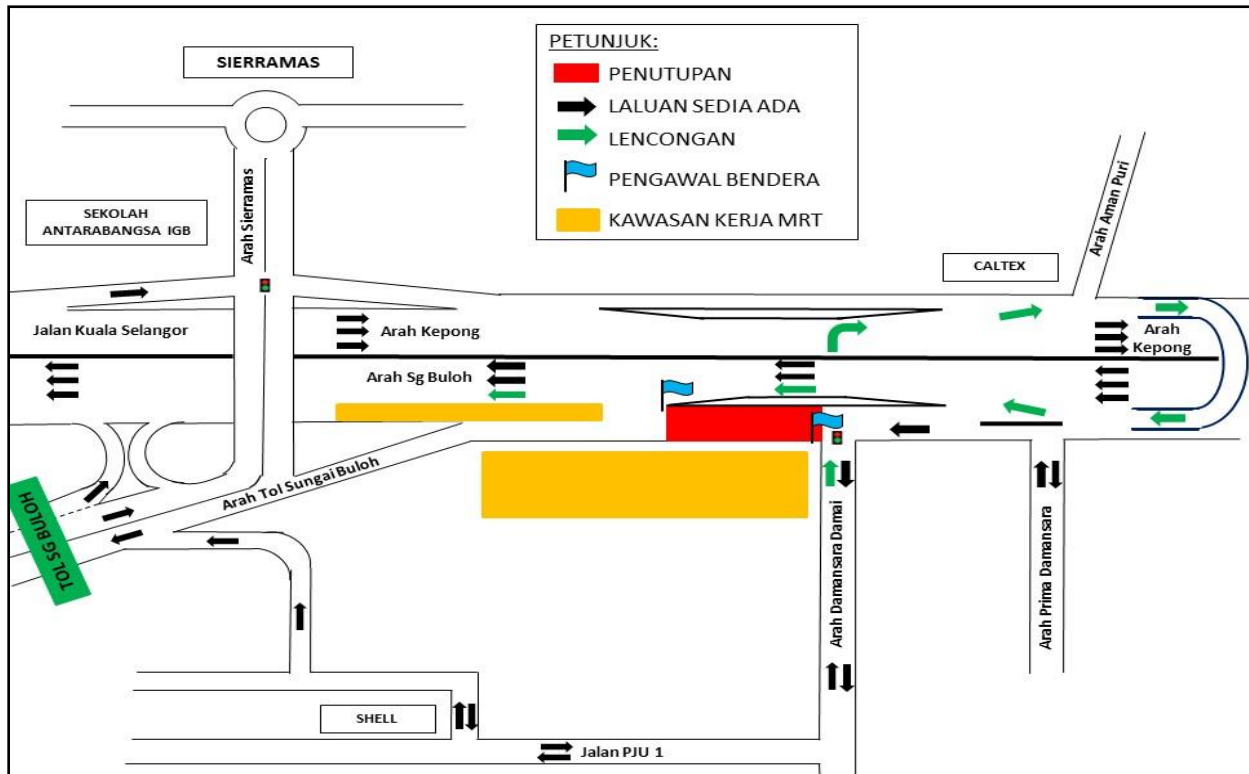 SIERRAMAS
PETUNJUK:
PENUTUPAN
LALUAN SEDIA ADA
LENCONGAN
PENGAWAL BENDERA
KAWASAN KERJA MRT
SEKOLAH
ANTARABANGSA IGB
Arah Sierramas
Arah Aman Puri
CALTEX
Jalan Kuala Selangor
Arah Kepong
Arah
Kepong
Arah Sg Buloh
Arah Tol Sungai Buloh
TOL SG BULOH
Arah Damansara Damai
Arah Prima Damansara
SHELL
Jalan PJU 1